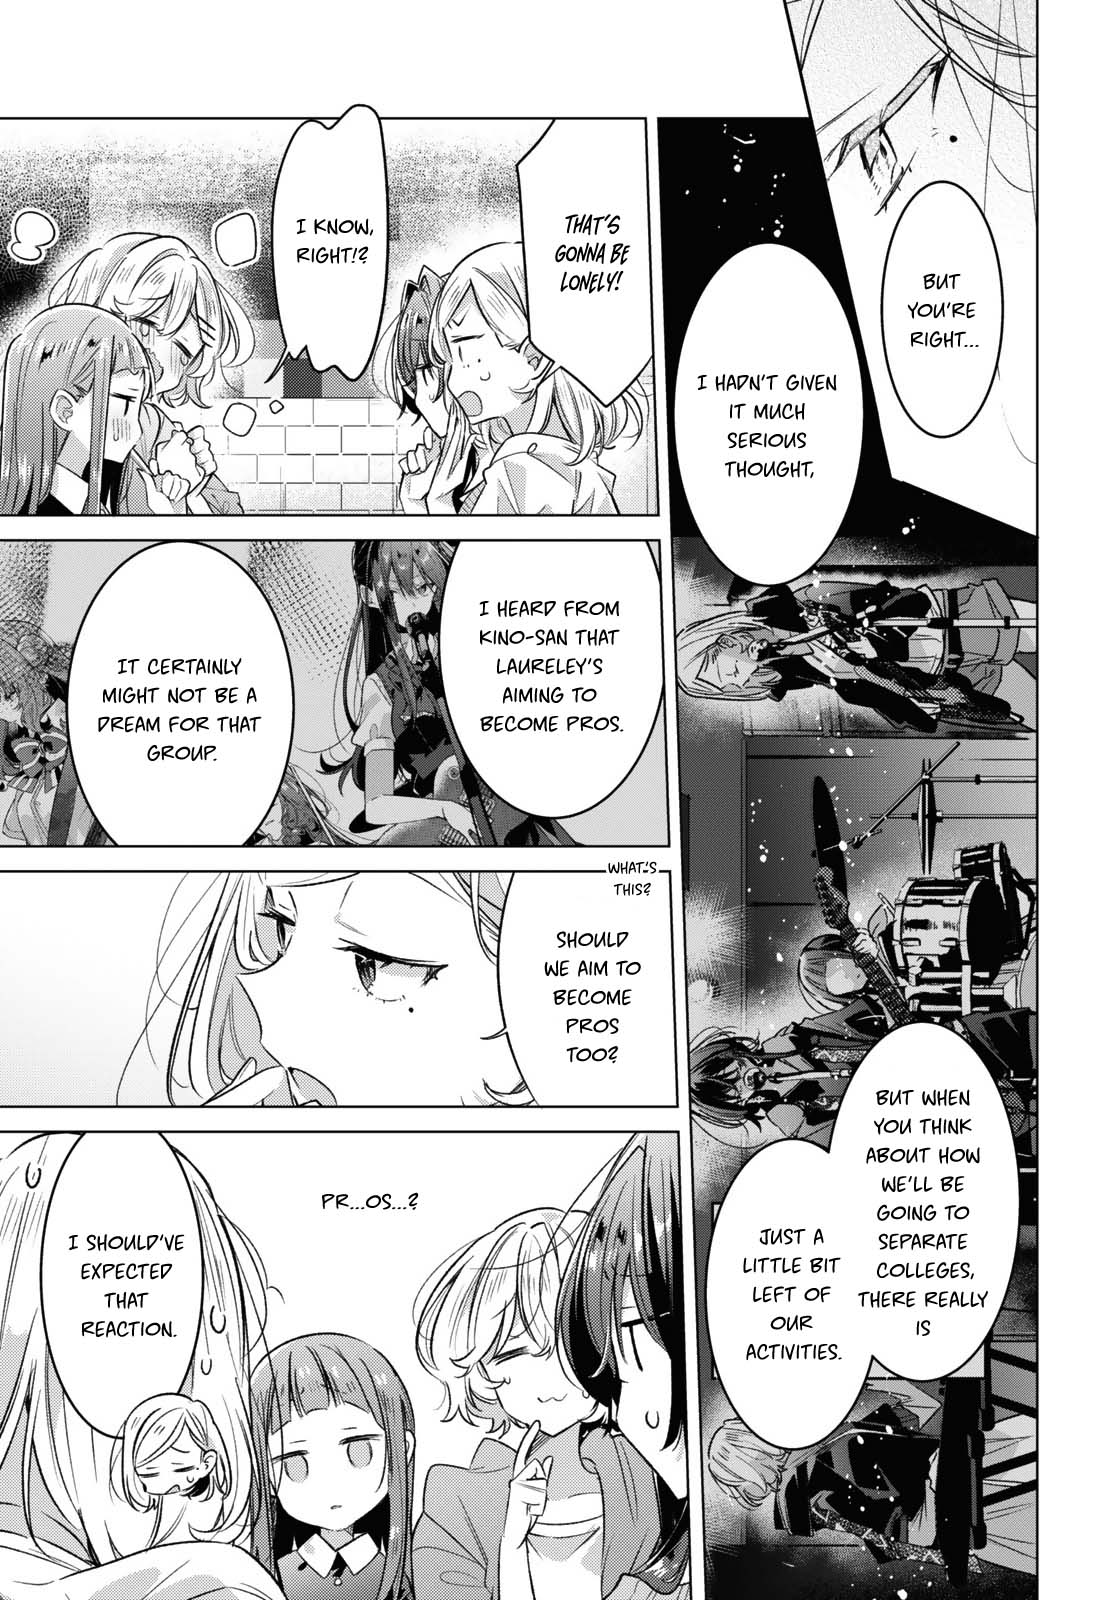 BUT
YOU'RE
RIGHT...
I HADN'T GIVEN
IT MUCH
SERIOUS
THOUGHT,
BUT WHEN
YOU THINK
ABOUT HOW
WE'LL BE
GOING TO
SEPARATE
COLLEGES,
THERE REALLY
IS
JUST A
LITTLE BIT
LEFT OF
OUR
ACTIVITIES.
THAT'S
GONNA BE
LONELY!
I KNOW,
RIGHT!?
I HEARD FROM
KINO-SAN THAT
LAURELEY'S
AIMING TO
BECOME PROS.
IT CERTAINLY
MIGHT NOT BE A
DREAM FOR THAT
GROUP.
WHAT'S
THIS?
SHOULD
WE AIM TO
BECOME
PROS
TOO?
PR...OS...?
I SHOULD'VE
EXPECTED
THAT
REACTION.